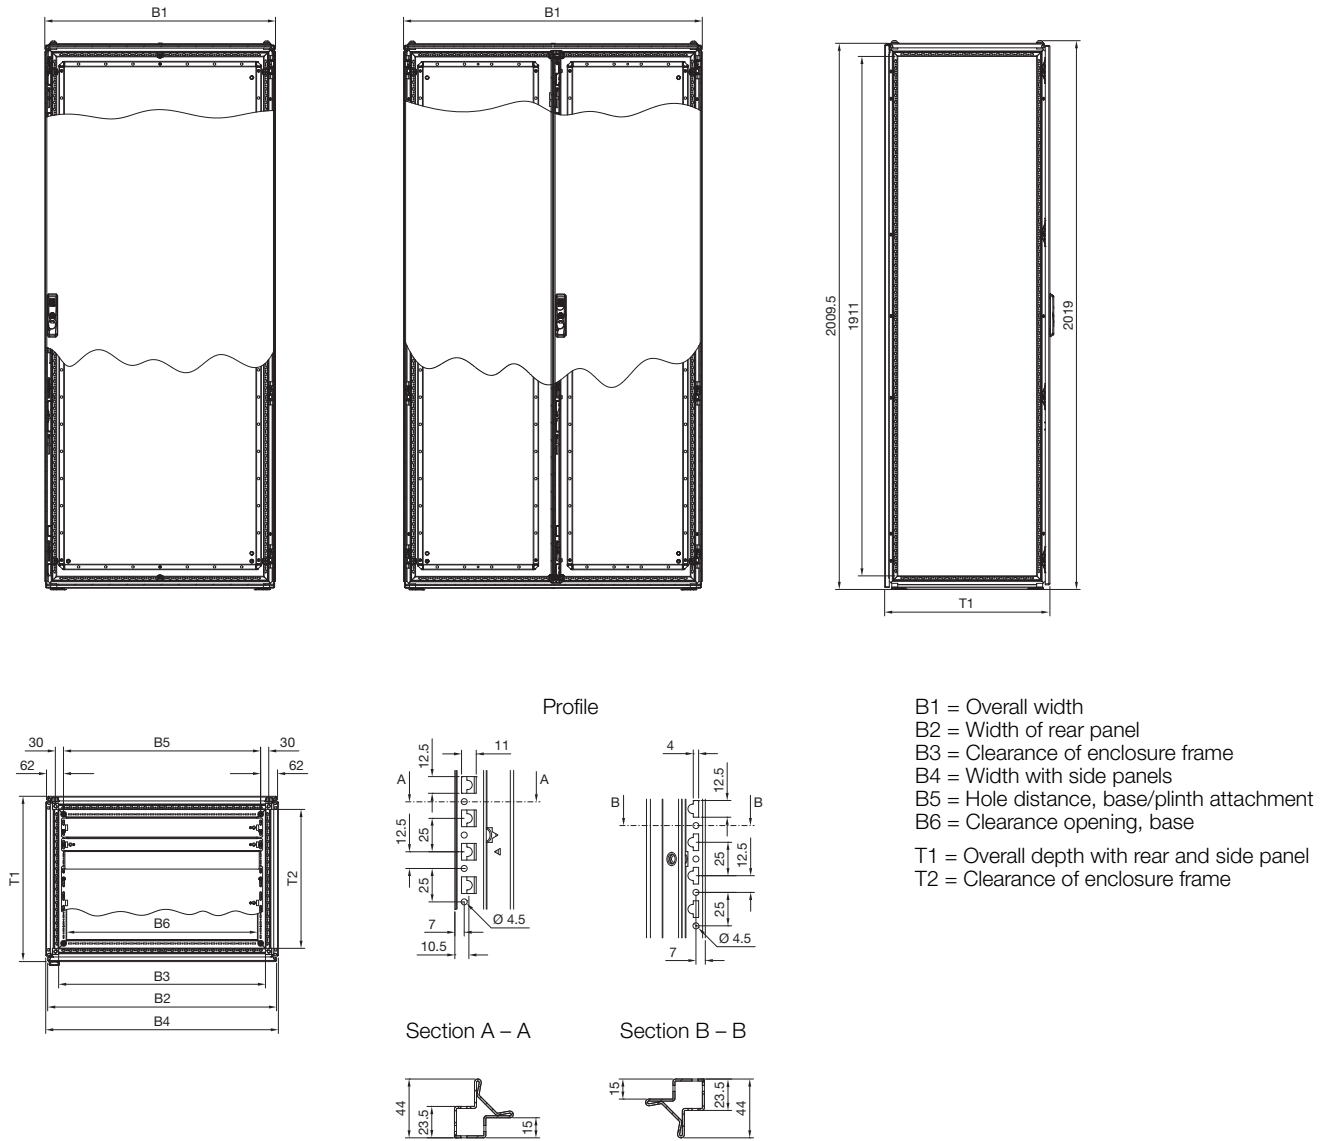 B1
B1
2009.5
1911
2019
T1
Profile
B1 = Overall width
B2 = Width of rear panel
B3 = Clearance of enclosure frame
B4 = Width with side panels
B5 = Hole distance, base/plinth attachment
B6 = Clearance opening, base
T1 = Overall depth with rear and side panel
T2 = Clearance of enclosure frame
30
B5
30
62
62
T1
T2
B6
B3
B2
B4
12.5
11
A
A
12.5
25
25
7
Ø 4.5
10.5
4
12.5
B
B
25
12.5
25
Ø 4.5
7
Section A – A
Section B – B
44
23.5
15
15
23.5
44